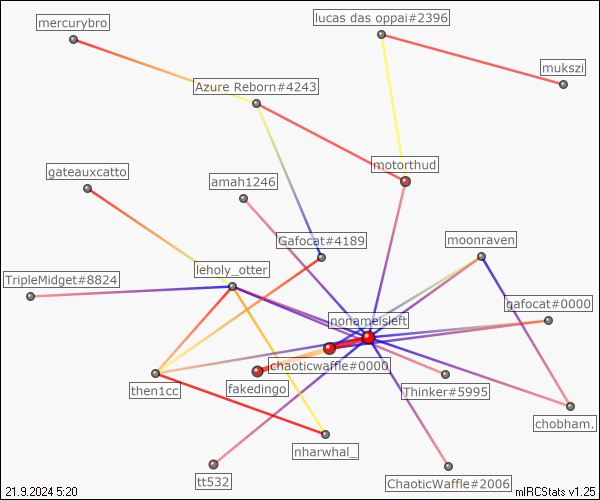 lucas das oppai#2396
mercurybro
mukszi
Azure Reborn#4243
motorthud
gateauxcatto
amah1246
Gafocat#4189
moonraven
leholy_otter
TripleMidget#8824
gafocat#0000
nonameisleft
chaoticwaffle#0000
fakedingo
then1cc
Thinker#5995
chobham.
nharwhal_
tt532
ChaoticWaffle#2006
21.9.2024 5:20
mIRCStats v1.25